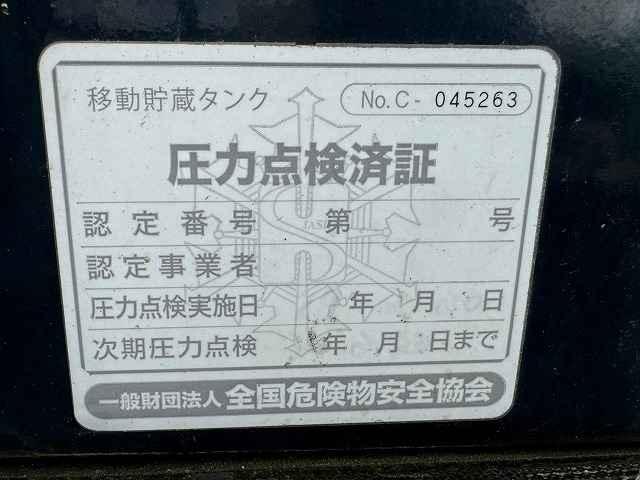 移動貯蔵タンク No.C- 045263
圧力点検済証
認定番号 第 号
認定事業者
圧力点検実施日 年 月 日
次期圧力点検 年 月 日まで
一般財団法人 全国危険物安全協会